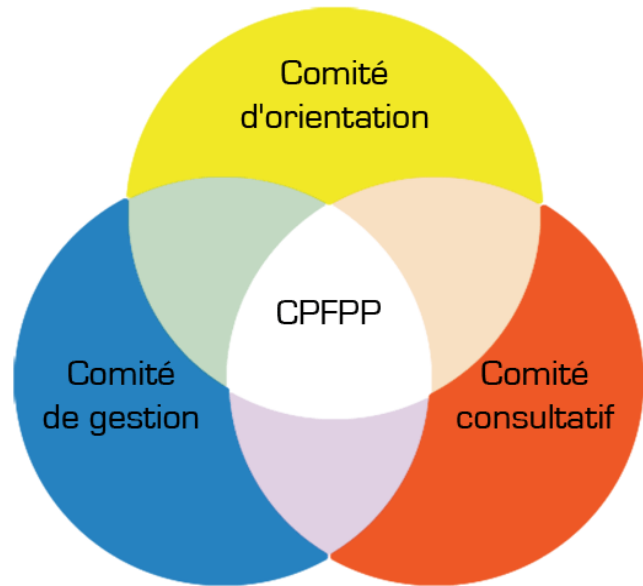 Comité
d'orientation
CPFPP
Comité
de gestion
Comité
consultatif